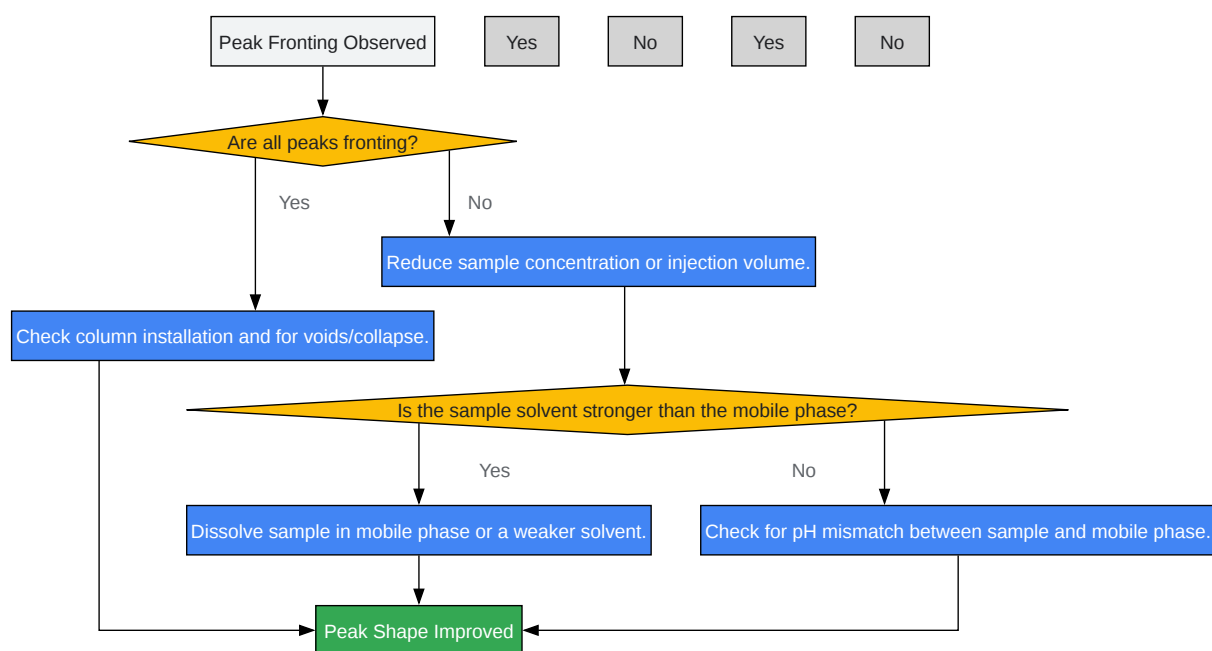 Peak Fronting Observed
Yes
No
Yes
No
Are all peaks fronting?
Yes
No
Reduce sample concentration or injection volume.
Check column installation and for voids/collapse.
Is the sample solvent stronger than the mobile phase?
Yes
No
Dissolve sample in mobile phase or a weaker solvent.
Check for pH mismatch between sample and mobile phase.
Peak Shape Improved